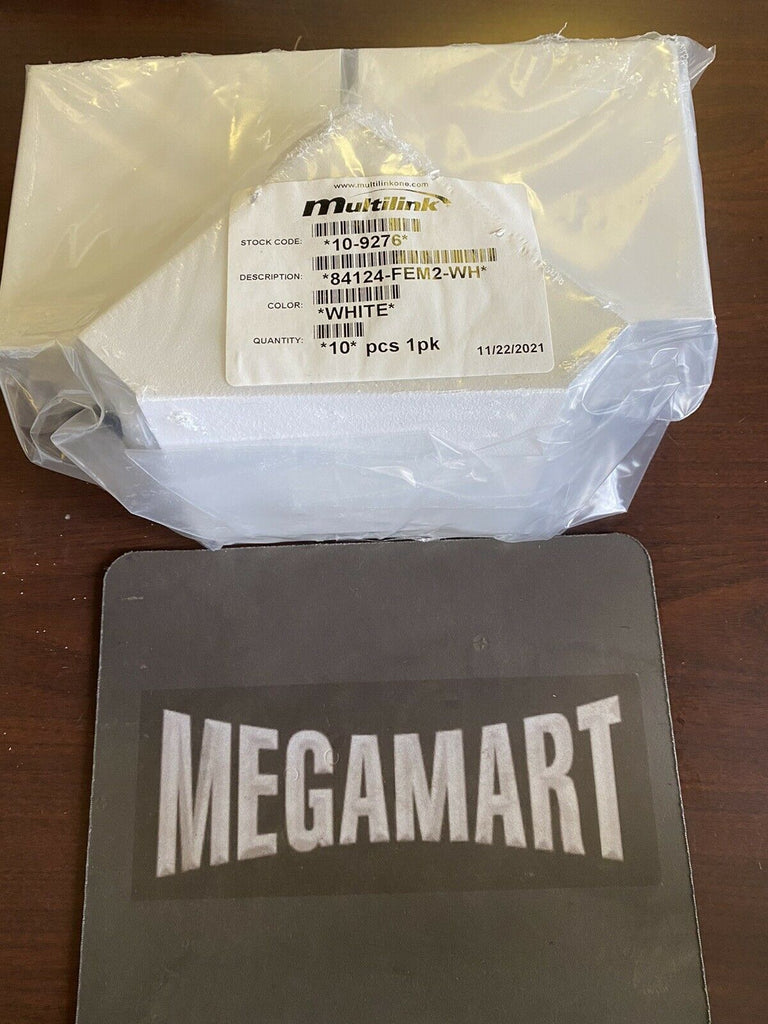 www.multilinkone.com
multilink
STOCK CODE: *10-9276*
DESCRIPTION: *84124-FEM2-WH*
COLOR: *WHITE*
QUANTITY: *10* pcs 1pk 11/22/2021
MEGAMART